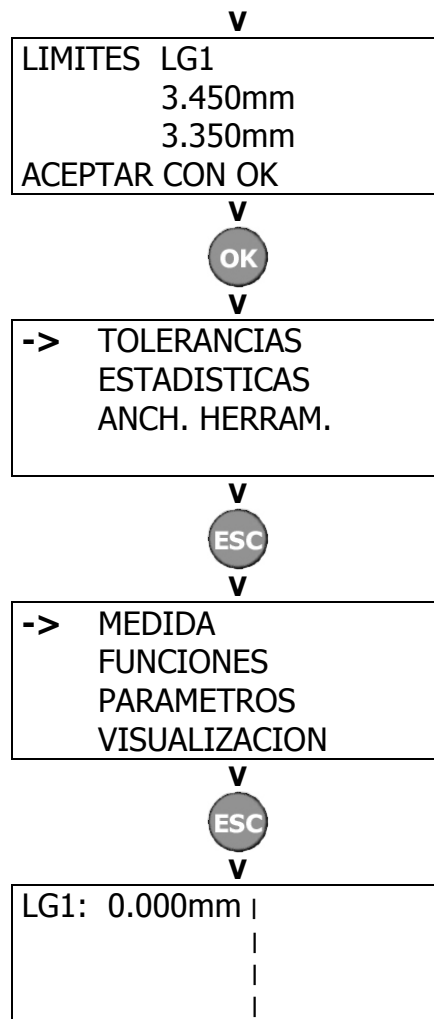 v
LIMITES LG1
3.450mm
3.350mm
ACEPTAR CON OK
v
OK
v
-> TOLERANCIAS
ESTADISTICAS
ANCH. HERRAM.
v
ESC
v
-> MEDIDA
FUNCIONES
PARAMETROS
VISUALIZACION
v
ESC
v
LG1: 0.000mm |
|
|
|